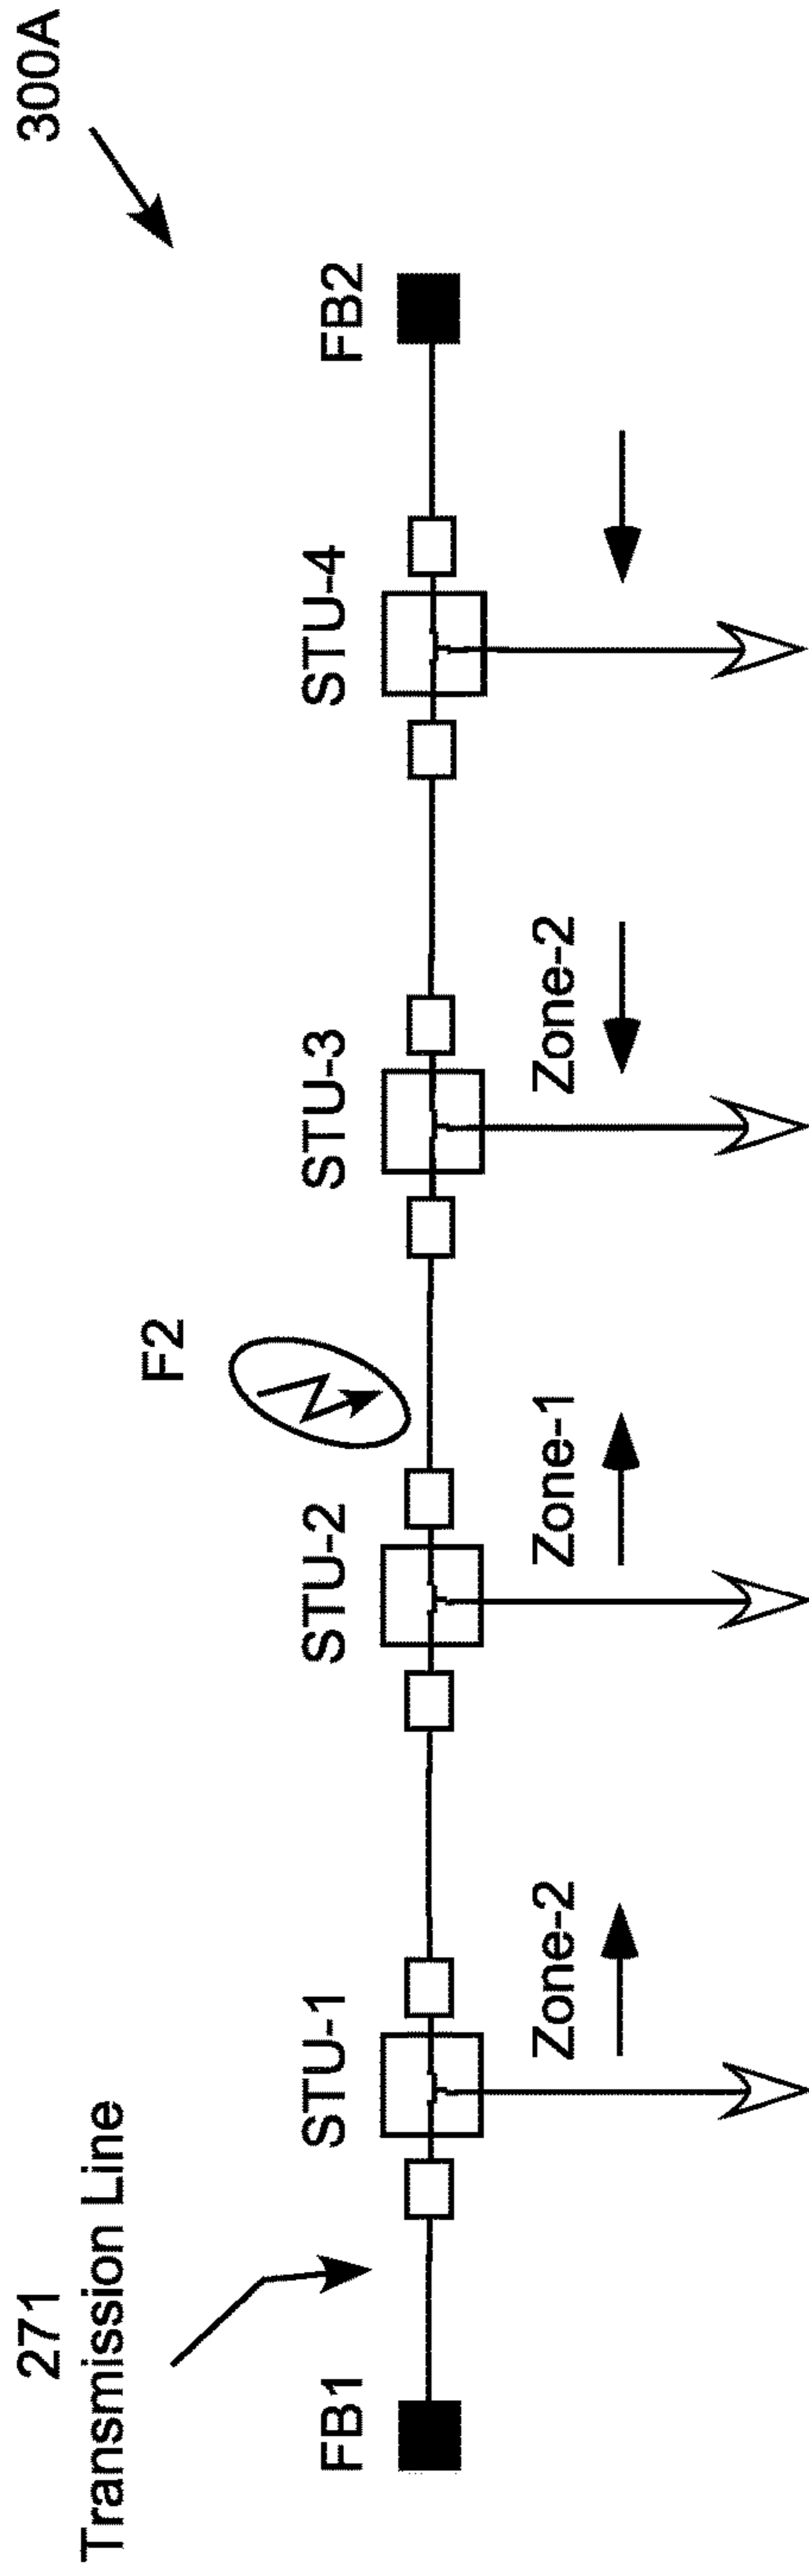 300A
271
Transmission Line
F2
FB1
STU-1
STU-2
STU-3
STU-4
FB2
Zone-2
Zone-1
Zone-2